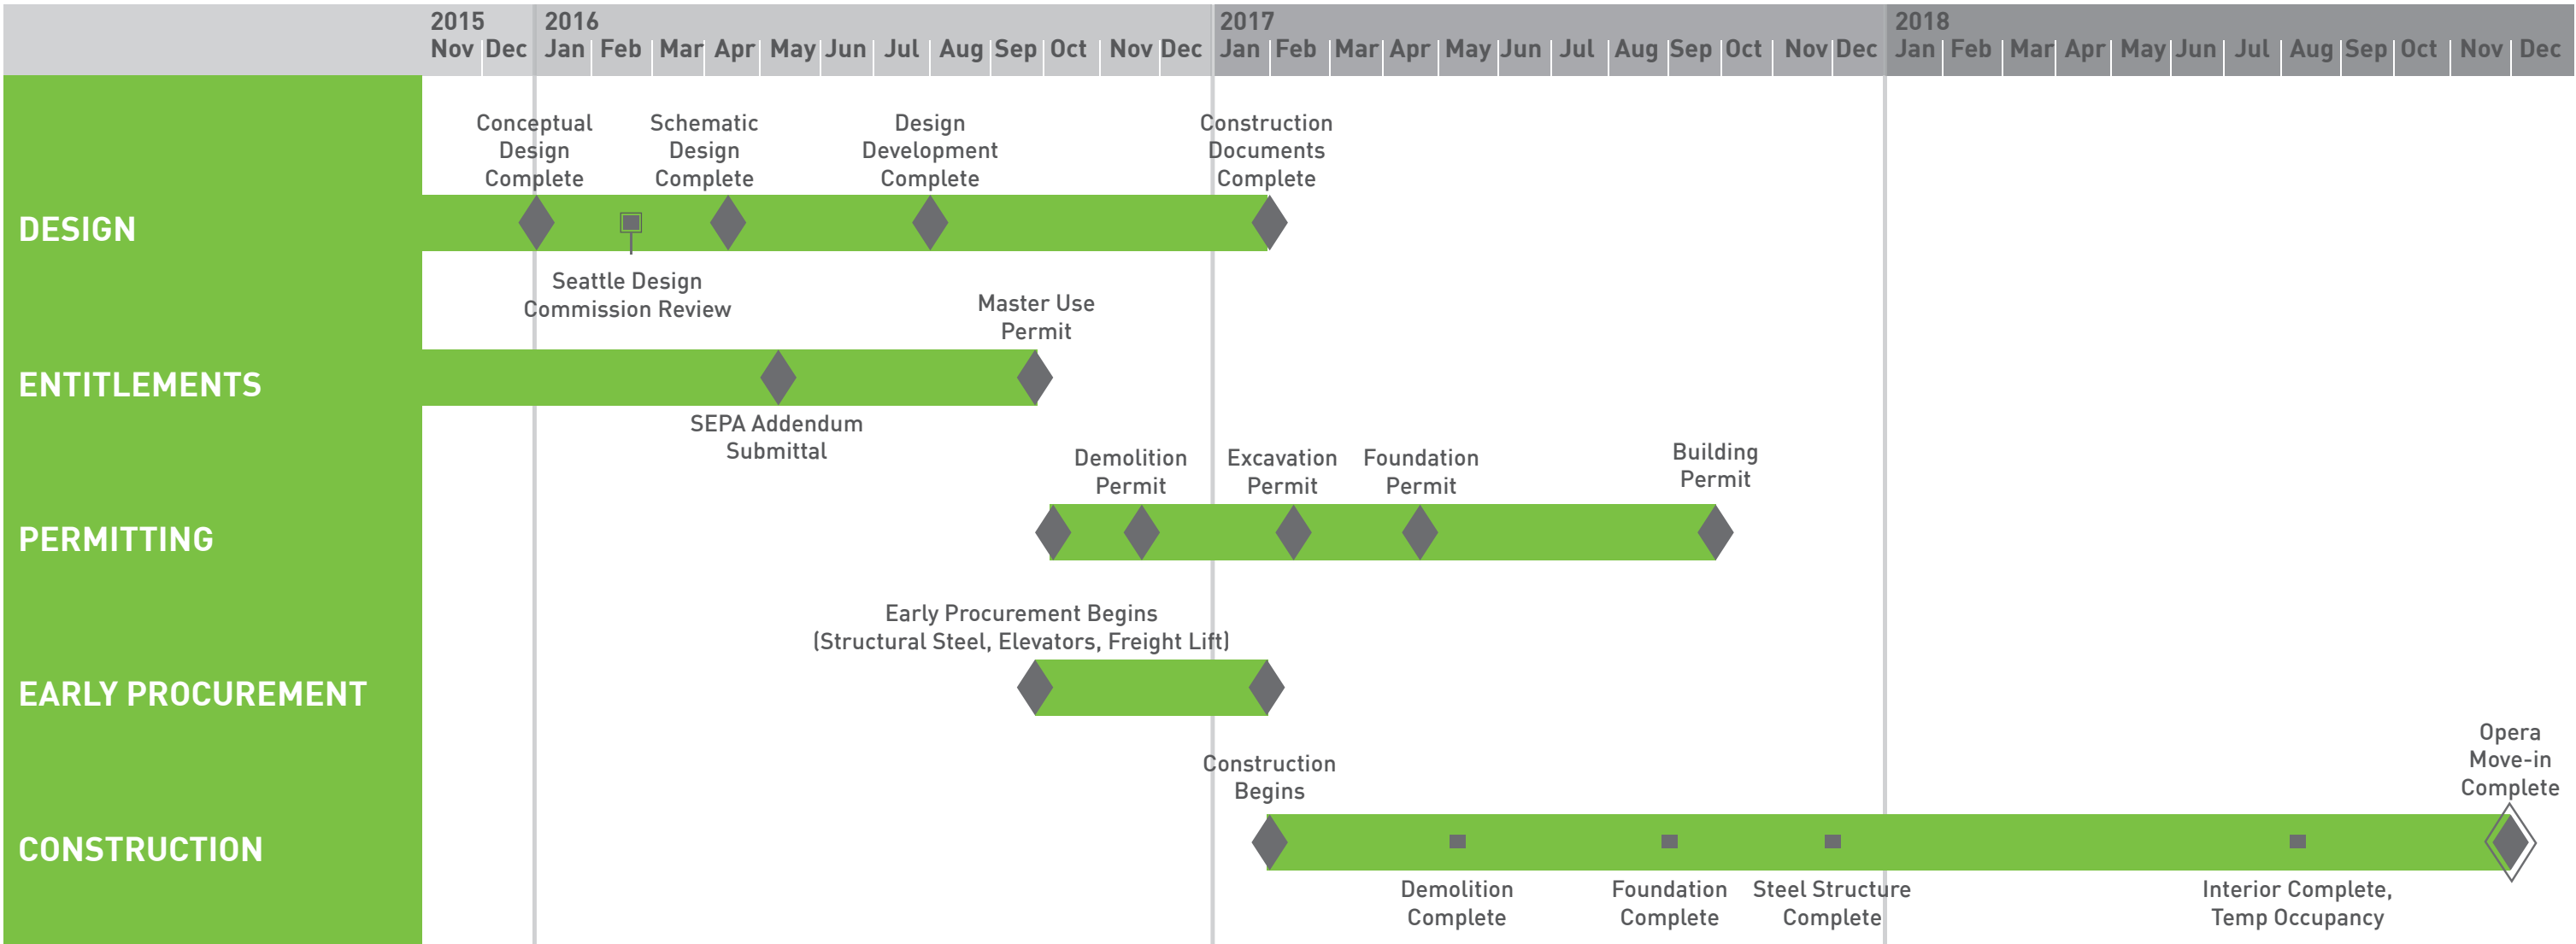 2015 2016 2017 2018
Nov Dec Jan Feb Mar Apr May Jun Jul Aug Sep Oct Nov Dec Jan Feb Mar Apr May Jun Jul Aug Sep Oct Nov Dec Jan Feb Mar Apr May Jun Jul Aug Sep Oct Nov Dec
DESIGN
Conceptual
Design
Complete
Schematic
Design
Complete
Design
Development
Complete
Construction
Documents
Complete
Seattle Design
Commission Review
ENTITLEMENTS
Master Use
Permit
SEPA Addendum
Submittal
PERMITTING
Demolition
Permit
Excavation
Permit
Foundation
Permit
Building
Permit
EARLY PROCUREMENT
Early Procurement Begins
(Structural Steel, Elevators, Freight Lift)
CONSTRUCTION
Construction
Begins
Opera
Move-in
Complete
Demolition
Complete
Foundation
Complete
Steel Structure
Complete
Interior Complete,
Temp Occupancy